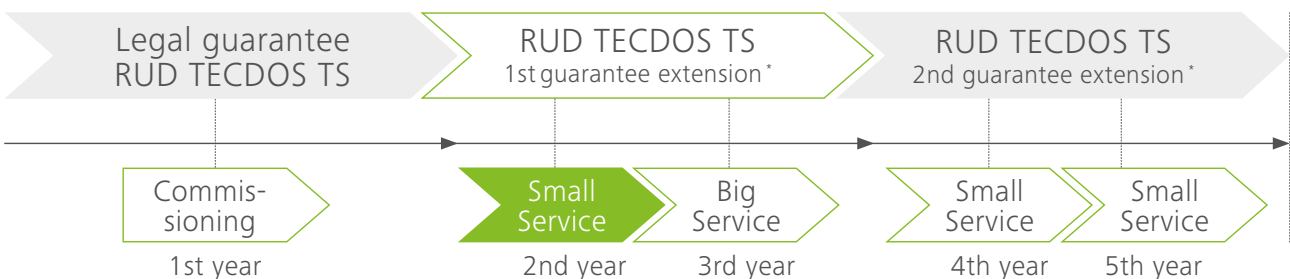 Legal guarantee
RUD TECDOS TS
RUD TECDOS TS
1st guarantee extension *
RUD TECDOS TS
2nd guarantee extension *
Commis-
sioning
Small
Service
Big
Service
Small
Service
Small
Service
1st year
2nd year
3rd year
4th year
5th year